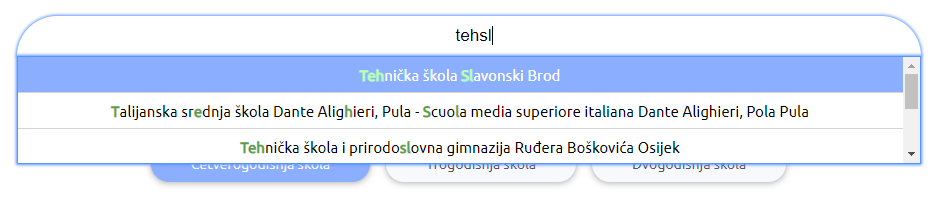 tehsl
Tehnička škola Slavonski Brod
Talijanska srednja škola Dante Alighieri, Pula - Scuola media superiore italiana Dante Alighieri, Pola Pula
Tehnička škola i prirodoslovna gimnazija Ruđera Boškovića Osijek
Četverogodišnja škola Trogodišnja škola Dvogodišnja škola